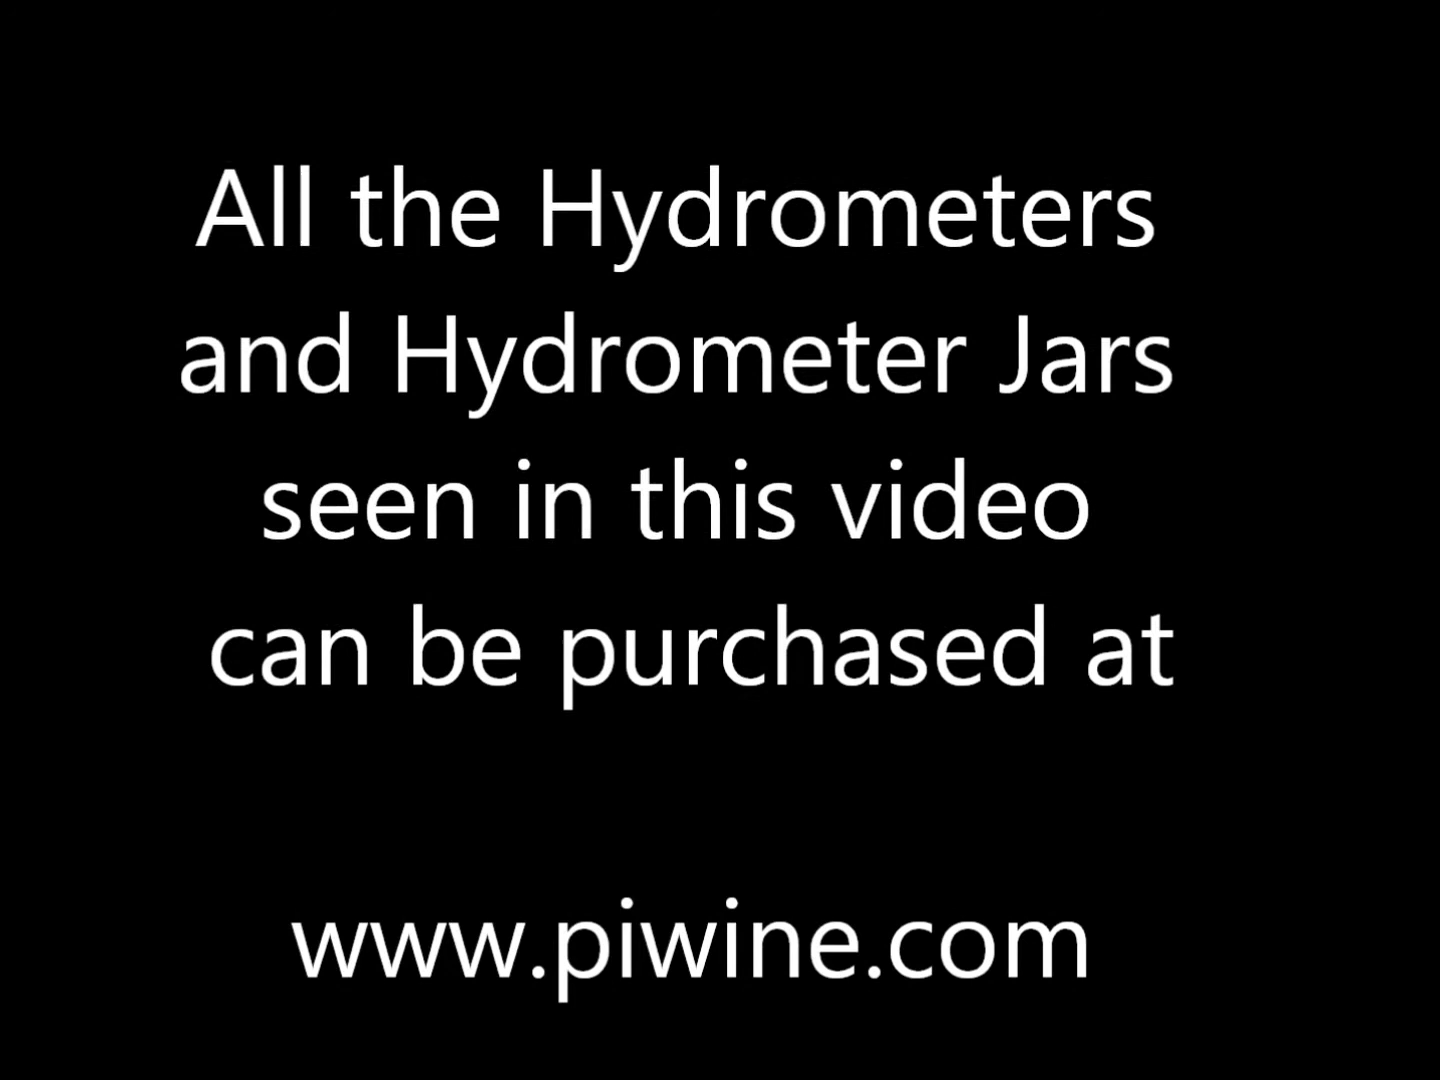 All the Hydrometers
and Hydrometer Jars
seen in this video
can be purchased at
www.piwine.com